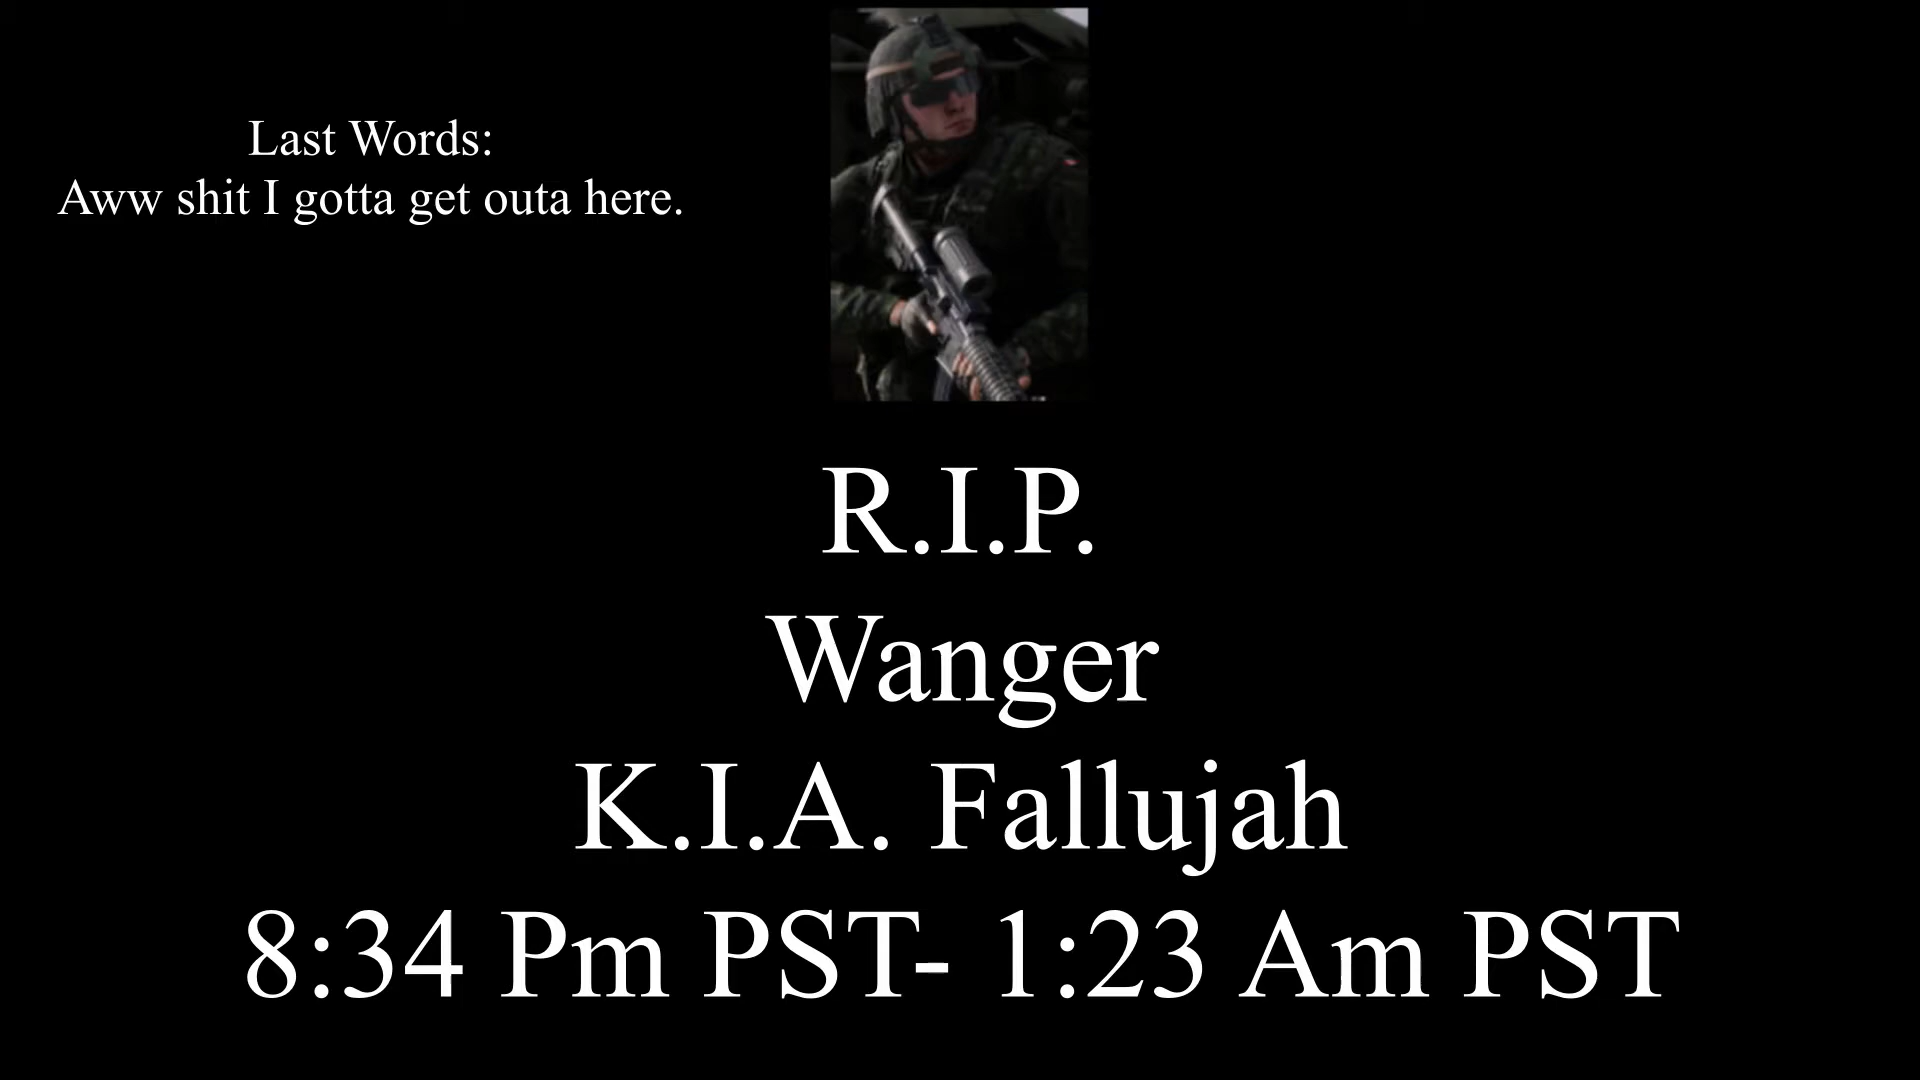 Last Words:
Aww shit I gotta get outa here.
R.I.P.
Wanger
K.I.A. Fallujah
8:34 Pm PST- 1:23 Am PST